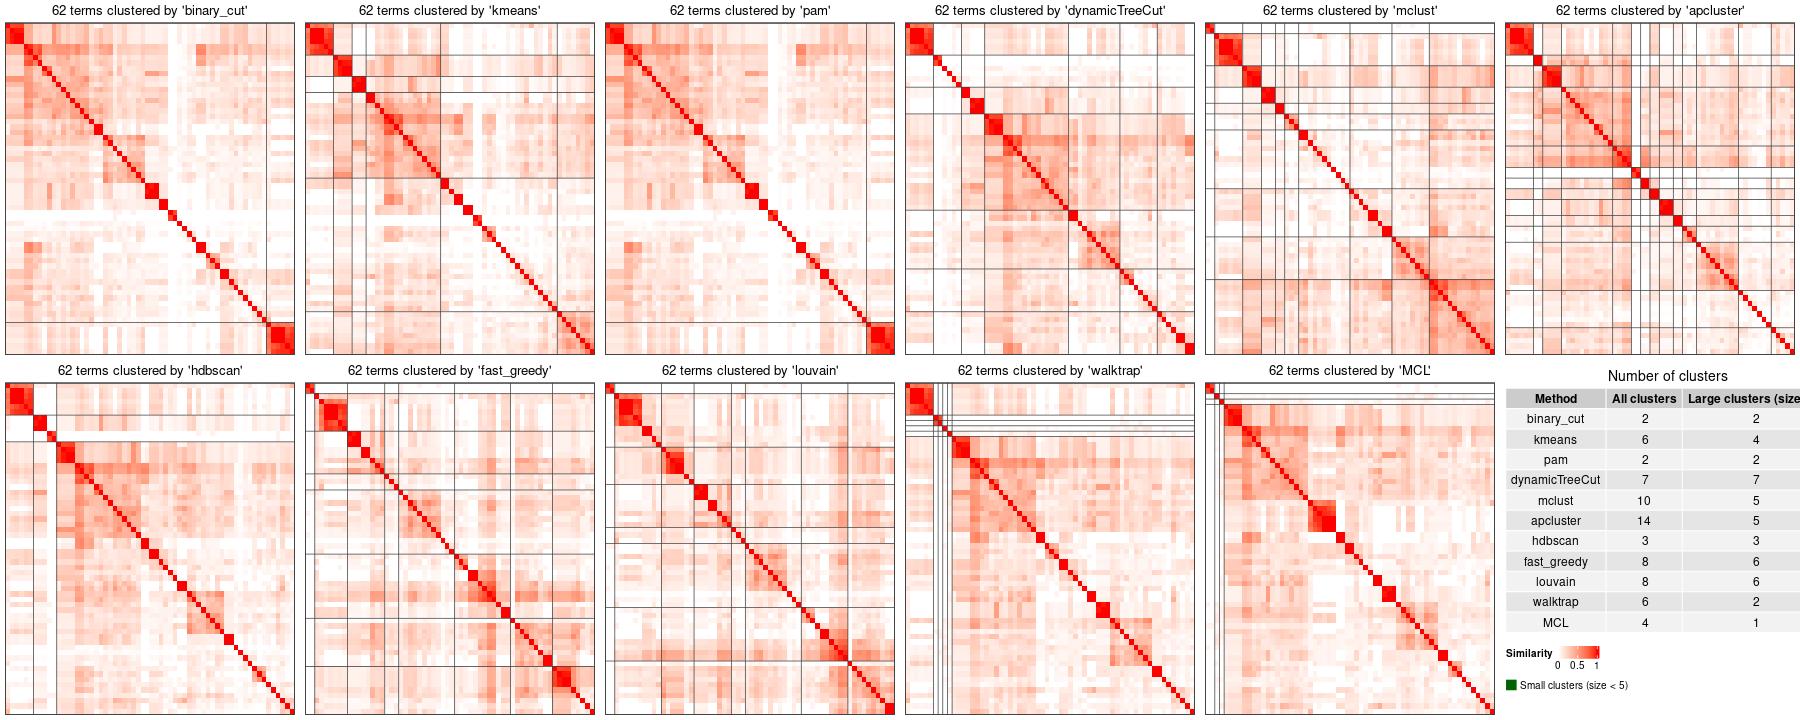 62 terms clustered by 'binary_cut'
62 terms clustered by 'kmeans'
62 terms clustered by 'pam'
62 terms clustered by 'dynamicTreeCut'
62 terms clustered by 'mclust'
62 terms clustered by 'apcluster'
62 terms clustered by 'hdbscan'
62 terms clustered by 'fast_greedy'
62 terms clustered by 'louvain'
62 terms clustered by 'walktrap'
62 terms clustered by 'MCL'
Number of clusters
Method All clusters Large clusters (size
binary_cut 2 2
kmeans 6 4
pam 2 2
dynamicTreeCut 7 7
mclust 10 5
apcluster 14 5
hdbscan 3 3
fast_greedy 8 6
louvain 8 6
walktrap 6 2
MCL 4 1
Similarity
0 0.5 1
Small clusters (size < 5)